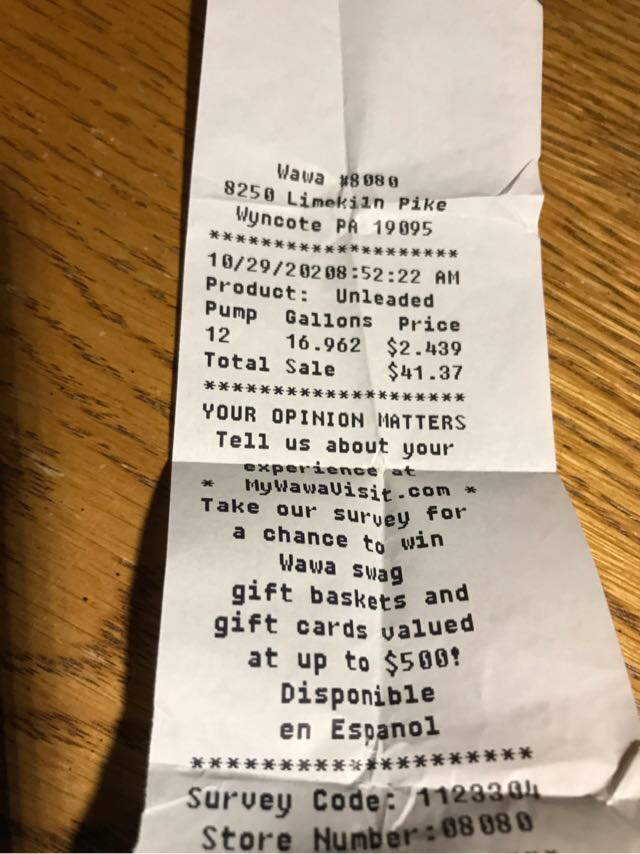 Wawa #8080
8250 Limekiln Pike
Wyncote PA 19095
********************
10/29/20208:52:22 AM
Product: Unleaded
Pump Gallons Price
12 16.962 $2.439
Total Sale $41.37
********************
YOUR OPINION MATTERS
Tell us about your
experience at
* MyWawaVisit.com *
Take our survey for
a chance to win
Wawa swag
gift baskets and
gift cards valued
at up to $500!
Disponible
en Espanol
********************
Survey Code: 1123304
Store Number:08080